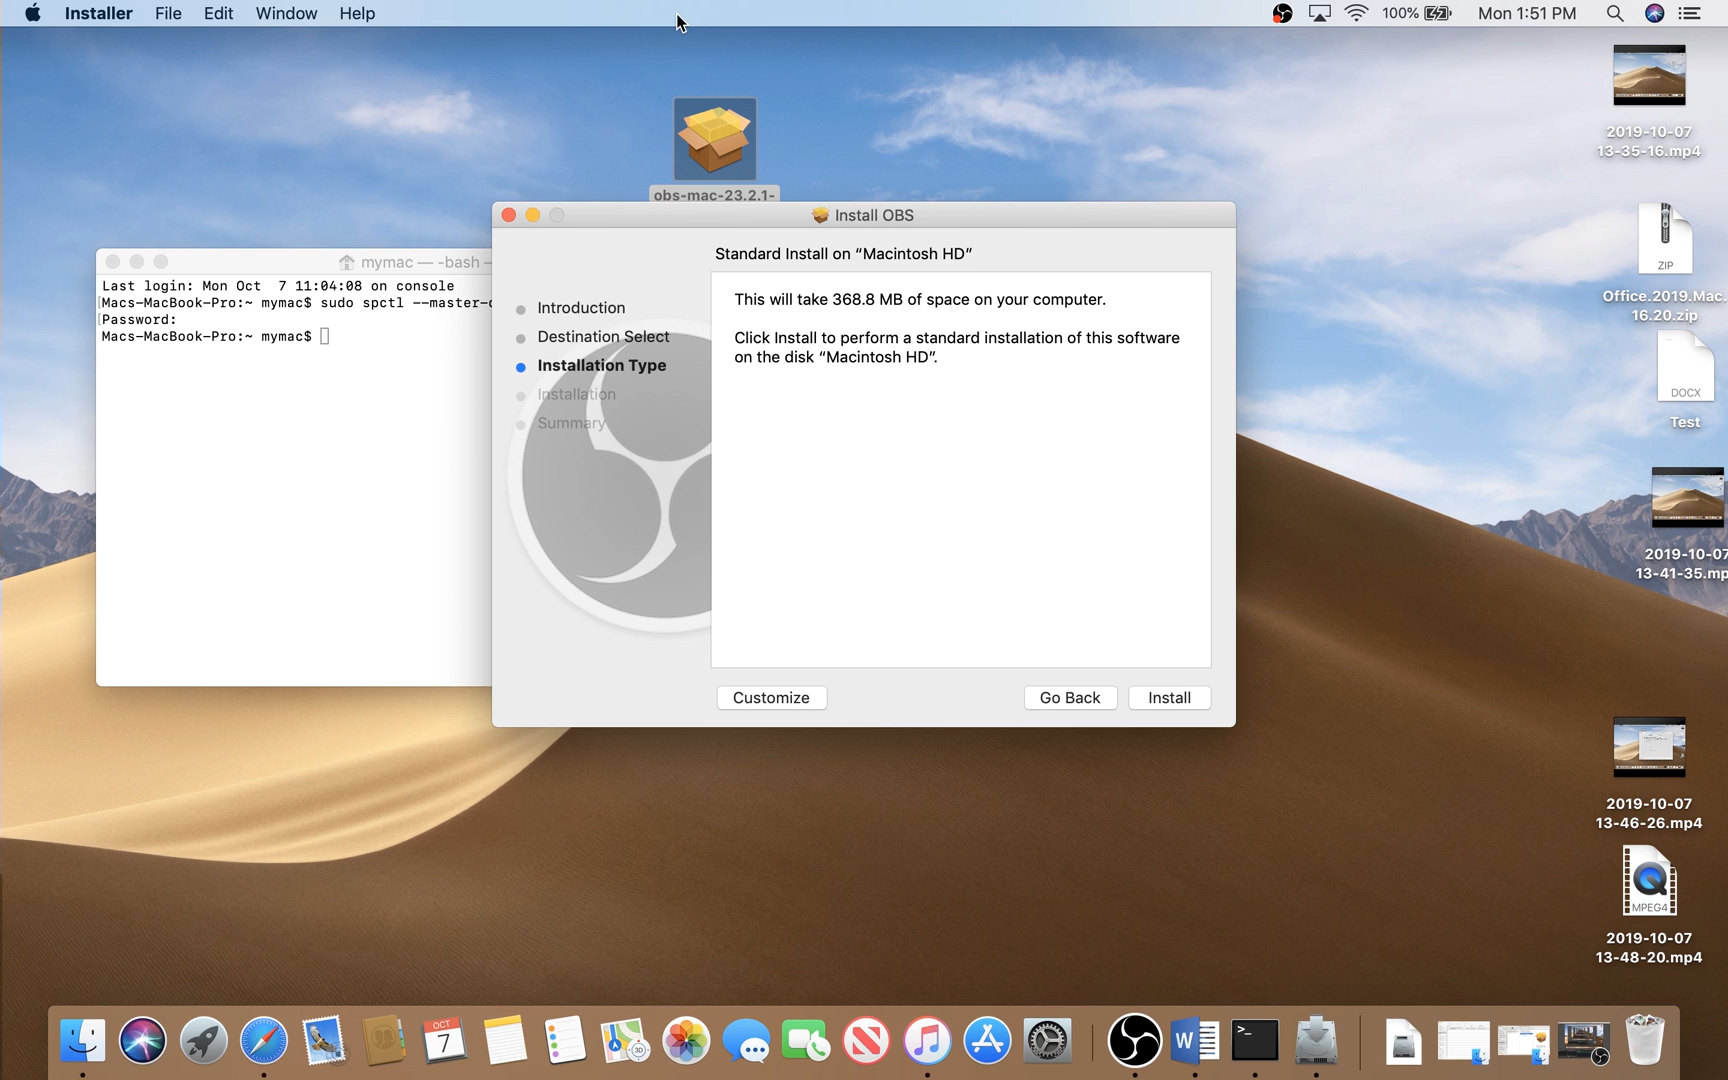 Installer File Edit Window Help
100% Mon 1:51 PM
obs-mac-23.2.1-
Install OBS
Standard Install on “Macintosh HD”
Introduction
Destination Select
Installation Type
Installation
Summary
This will take 368.8 MB of space on your computer.
Click Install to perform a standard installation of this software
on the disk “Macintosh HD”.
Customize
Go Back
Install
mymac — -bash —
Last login: Mon Oct  7 11:04:08 on console
[Macs-MacBook-Pro:~ mymac$ sudo spctl --master-
[Password:
Macs-MacBook-Pro:~ mymac$
2019-10-07
13-35-16.mp4
ZIP
Office.2019.Mac.
16.20.zip
DOCX
Test
2019-10-07
13-41-35.mp
2019-10-07
13-46-26.mp4
MPEG4
2019-10-07
13-48-20.mp4
OCT
7
3D
W
>_